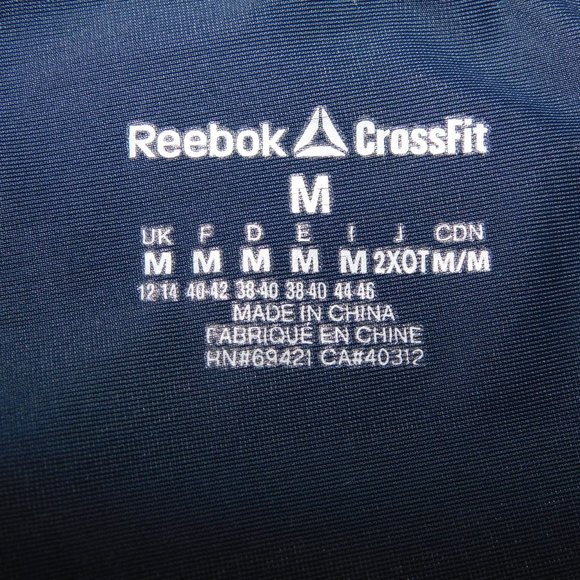 Reebok CrossFit
M
UK F D E I J CDN
M M M M M 2XOT M/M
12-14 40-42 38-40 38-40 44-46
MADE IN CHINA
FABRIQUÉ EN CHINE
RN#69421 CA#40312